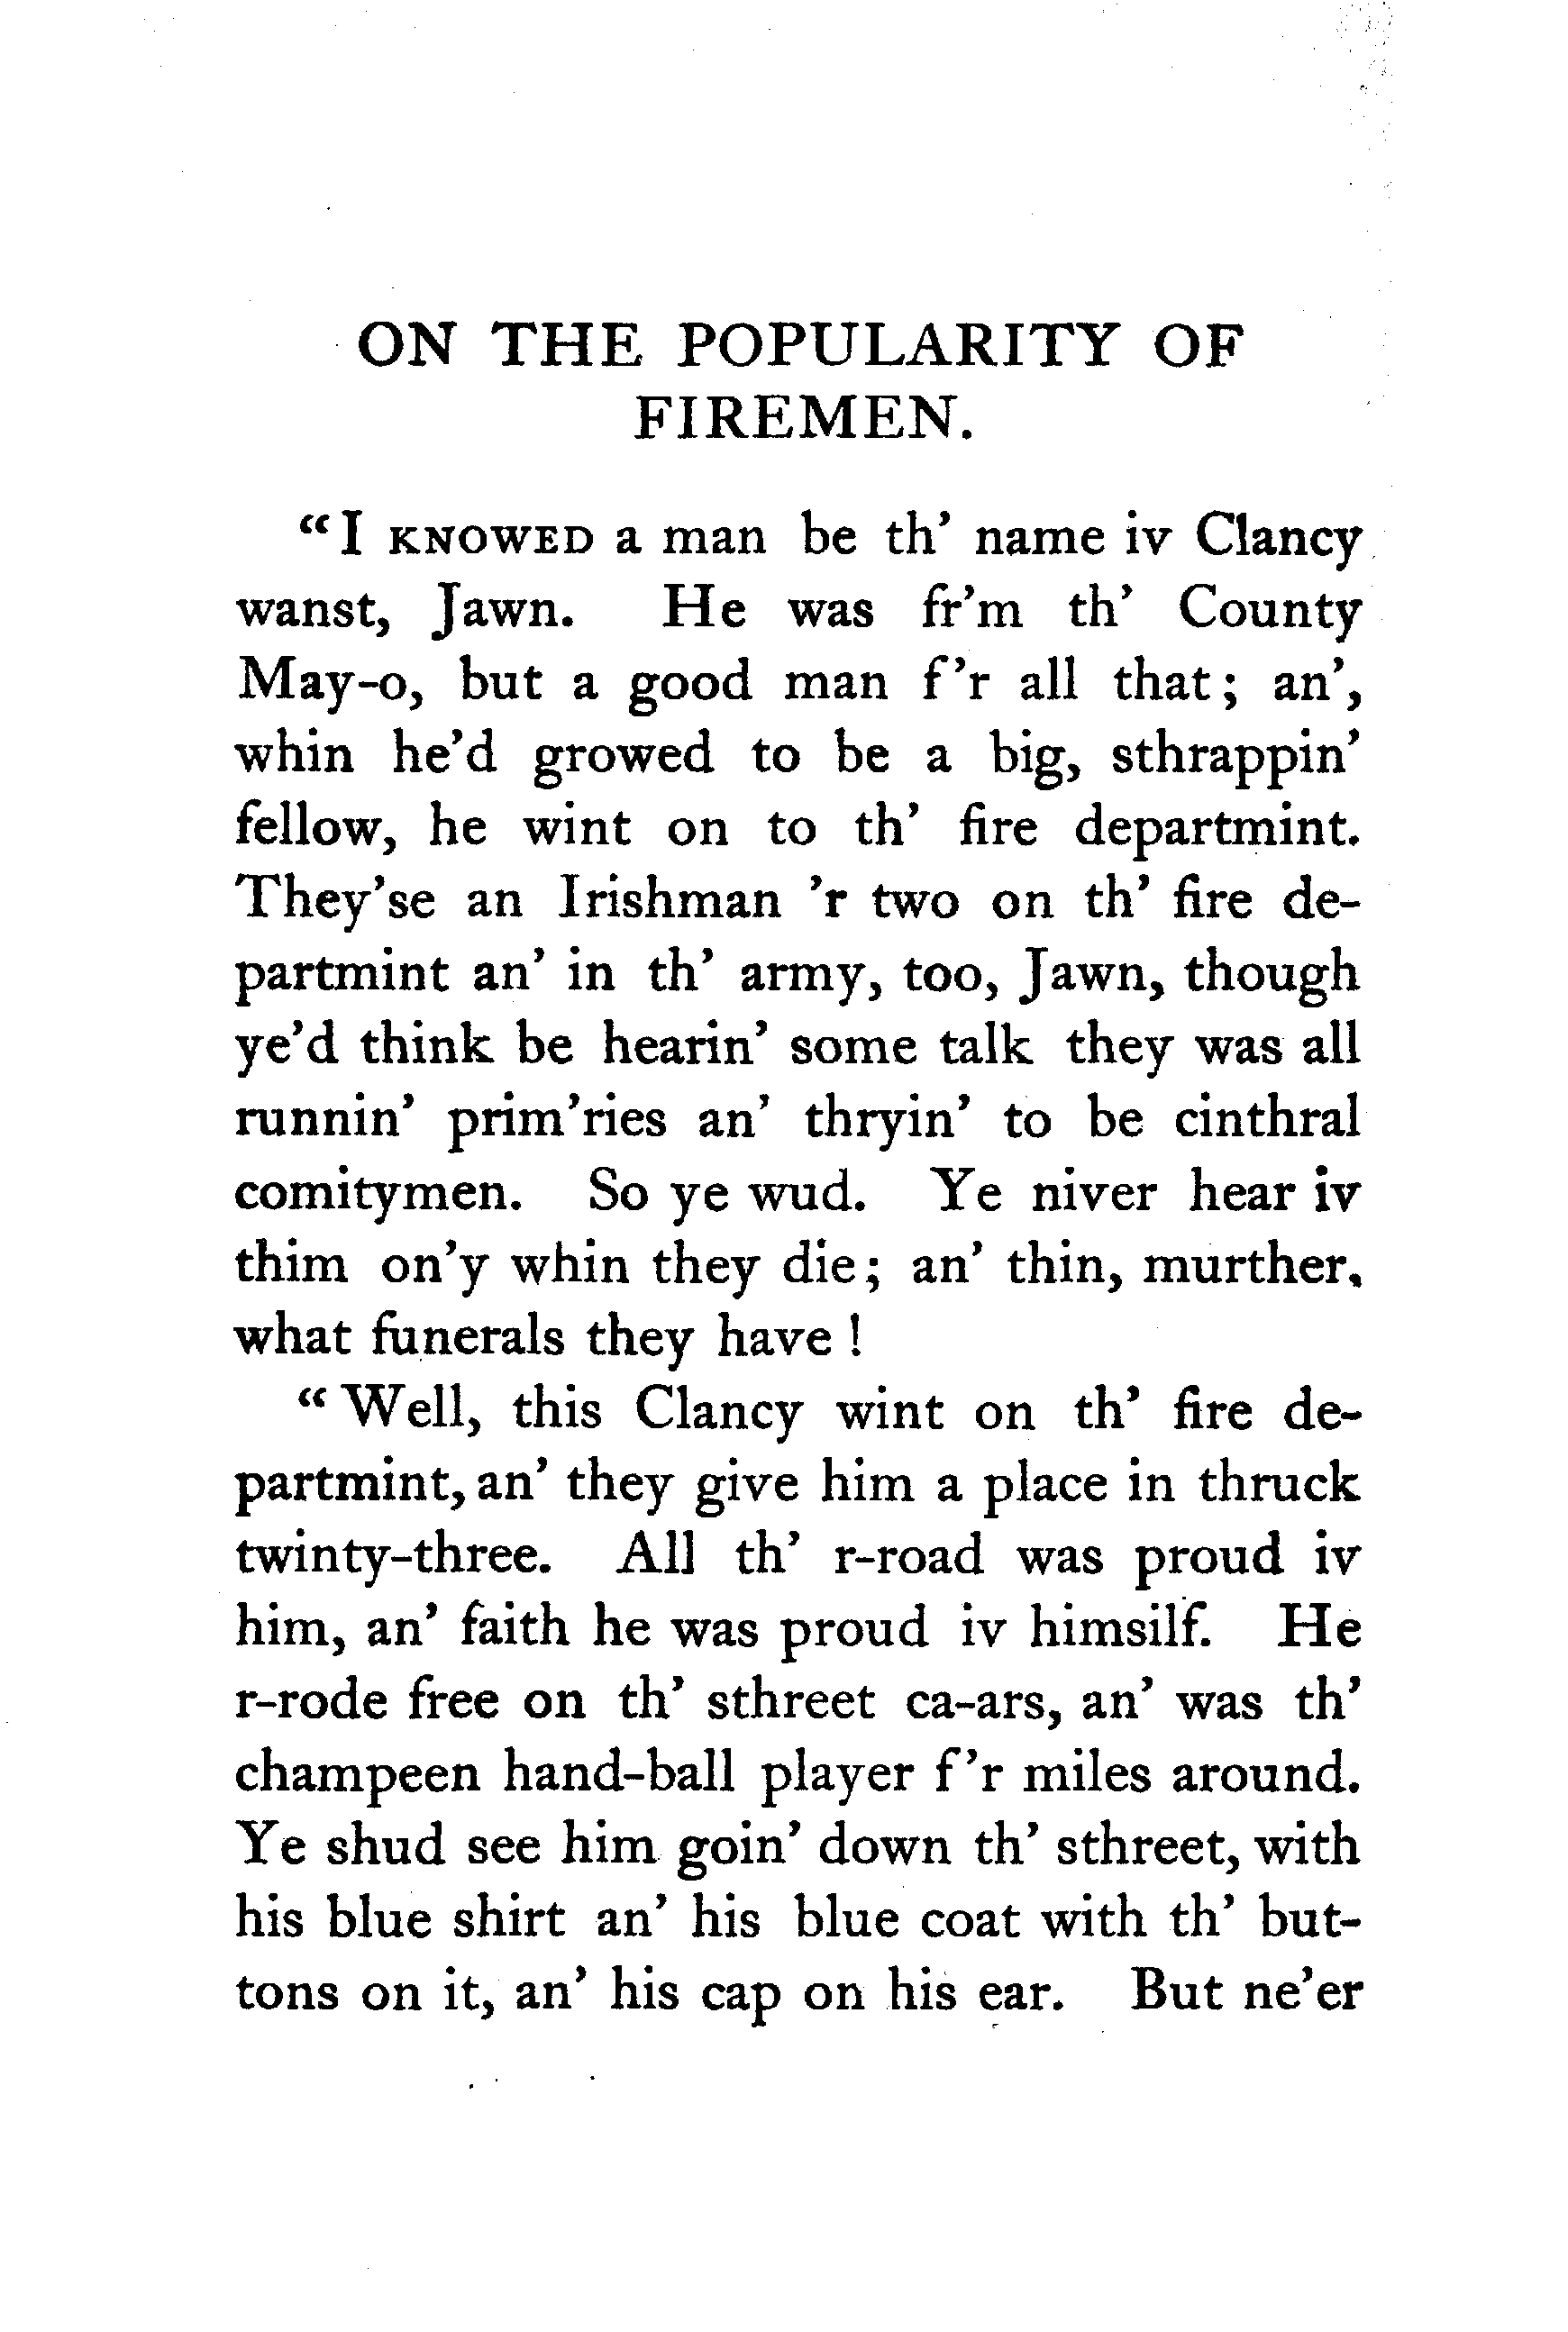 ON THE POPULARITY OF
FIREMEN.
"I KNOWED a man be th' name iv Clancy
wanst, Jawn. He was fr'm th' County
May-o, but a good man f'r all that; an',
whin he'd growed to be a big, sthrappin'
fellow, he wint on to th' fire departmint.
They'se an Irishman 'r two on th' fire de-
partmint an' in th' army, too, Jawn, though
ye'd think be hearin' some talk they was all
runnin' prim'ries an' thryin' to be cinthral
comitymen. So ye wud. Ye niver hear iv
thim on'y whin they die; an' thin, murther,
what funerals they have!
"Well, this Clancy wint on th' fire de-
partmint, an' they give him a place in thruck
twinty-three. All th' r-road was proud iv
him, an' faith he was proud iv himsilf. He
r-rode free on th' sthreet ca-ars, an' was th'
champeen hand-ball player f'r miles around.
Ye shud see him goin' down th' sthreet, with
his blue shirt an' his blue coat with th' but-
tons on it, an' his cap on his ear. But ne'er